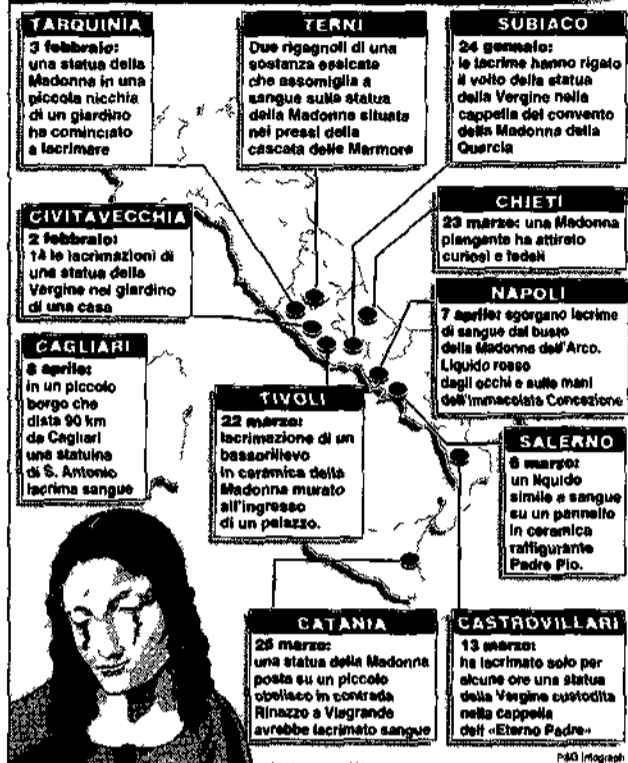 TARQUINIA
3 febbraio:
una statua della
Madonna in una
piccola nicchia
di un giardino
ha cominciato
a lacrimare
TERNI
Due rigagnoli di una
sostanza essicata
che assomiglia a
sangue sulla statua
della Madonna situata
nei pressi della
cascata delle Marmore
SUBIACO
24 gennaio:
le lacrime hanno rigato
il volto della statua
della Vergine nella
cappella del convento
della Madonna della
Quercia
CIVITAVECCHIA
2 febbraio:
14 le lacrimazioni di
una statua della
Vergine nel giardino
di una casa
CHIETI
23 marzo: una Madonna
piangente ha attirato
curiosi e fedeli
NAPOLI
7 aprile: sgorgano lacrime
di sangue dal busto
della Madonna dell'Arco.
Liquido rosso
dagli occhi e sulle mani
dell'Immacolata Concezione
CAGLIARI
8 aprile:
in un piccolo
borgo che
dista 90 km
da Cagliari
una statuina
di S. Antonio
lacrima sangue
TIVOLI
22 marzo:
lacrimazione di un
bassorilievo
in ceramica della
Madonna murato
all'ingresso
di un palazzo.
SALERNO
6 marzo:
un liquido
simile a sangue
su un pannello
in ceramica
raffigurante
Padre Pio.
CATANIA
25 marzo:
una statua della Madonna
posta su un piccolo
obelisco in contrada
Rinazzo a Viagrande
avrebbe lacrimato sangue
CASTROVILLARI
13 marzo:
ha lacrimato solo per
alcune ore una statua
della Vergine custodita
nella cappella
dell «Eterno Padre»
P&G Infograph